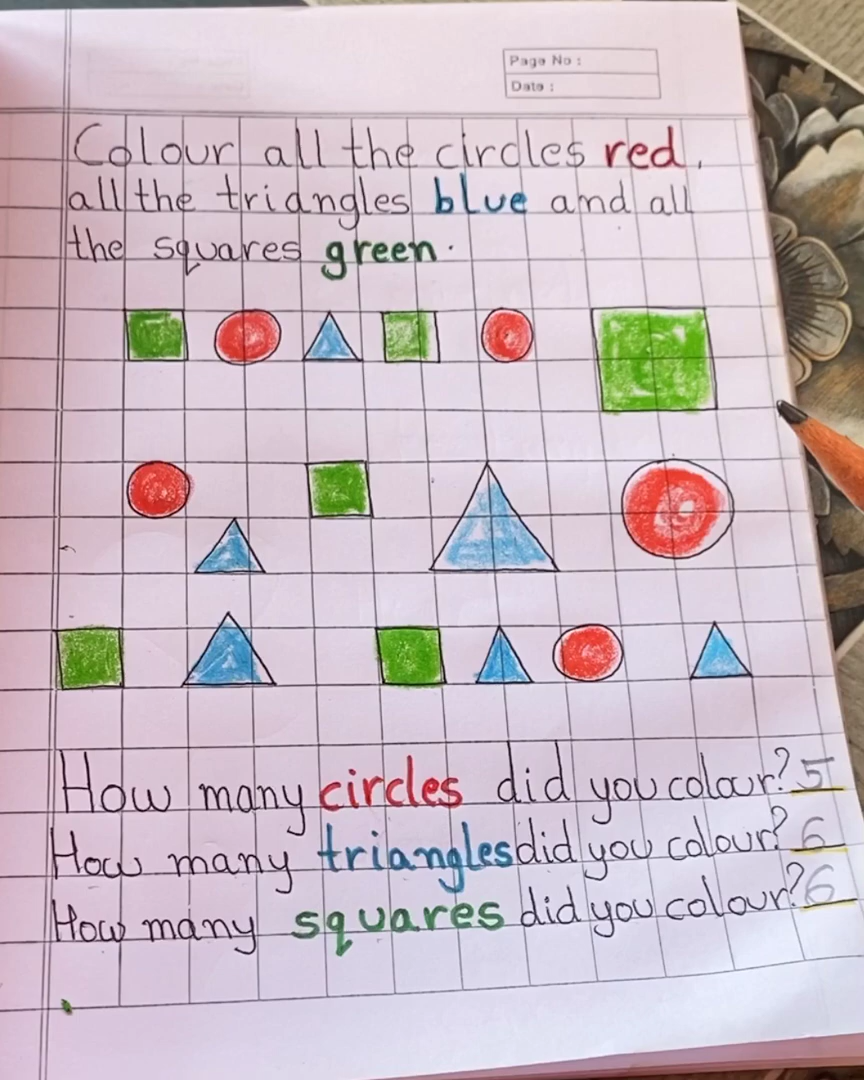 Page No :
Date :
Colour all the circles red,
all the triangles blue and all
the squares green.
How many circles did you colour? 5
How many triangles did you colour? 6
How many squares did you colour? 6